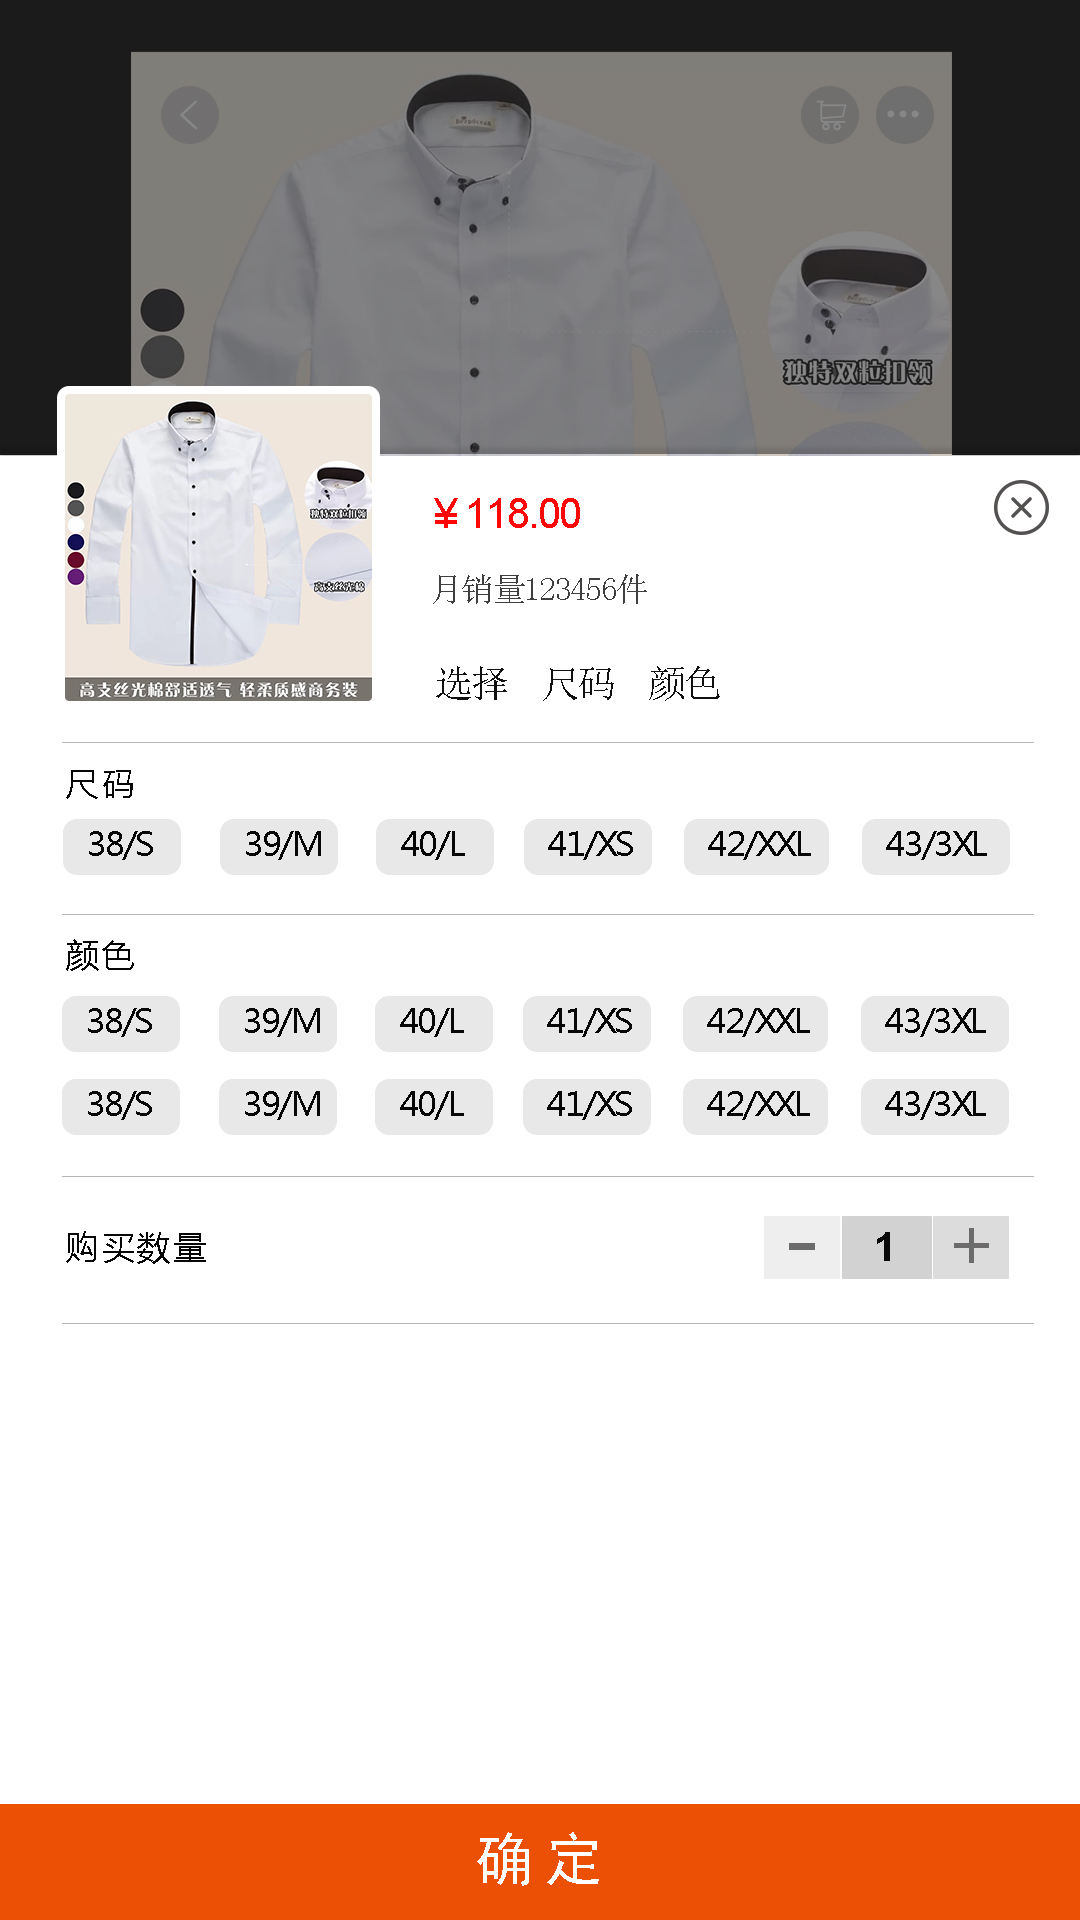 独特双粒扣领
独特双粒扣领
高支丝光棉
高支丝光棉舒适透气 轻柔质感商务装
¥118.00
月销量123456件
选择 尺码 颜色
尺码
38/S 39/M 40/L 41/XS 42/XXL 43/3XL
颜色
38/S 39/M 40/L 41/XS 42/XXL 43/3XL
38/S 39/M 40/L 41/XS 42/XXL 43/3XL
购买数量 - 1 +
确定